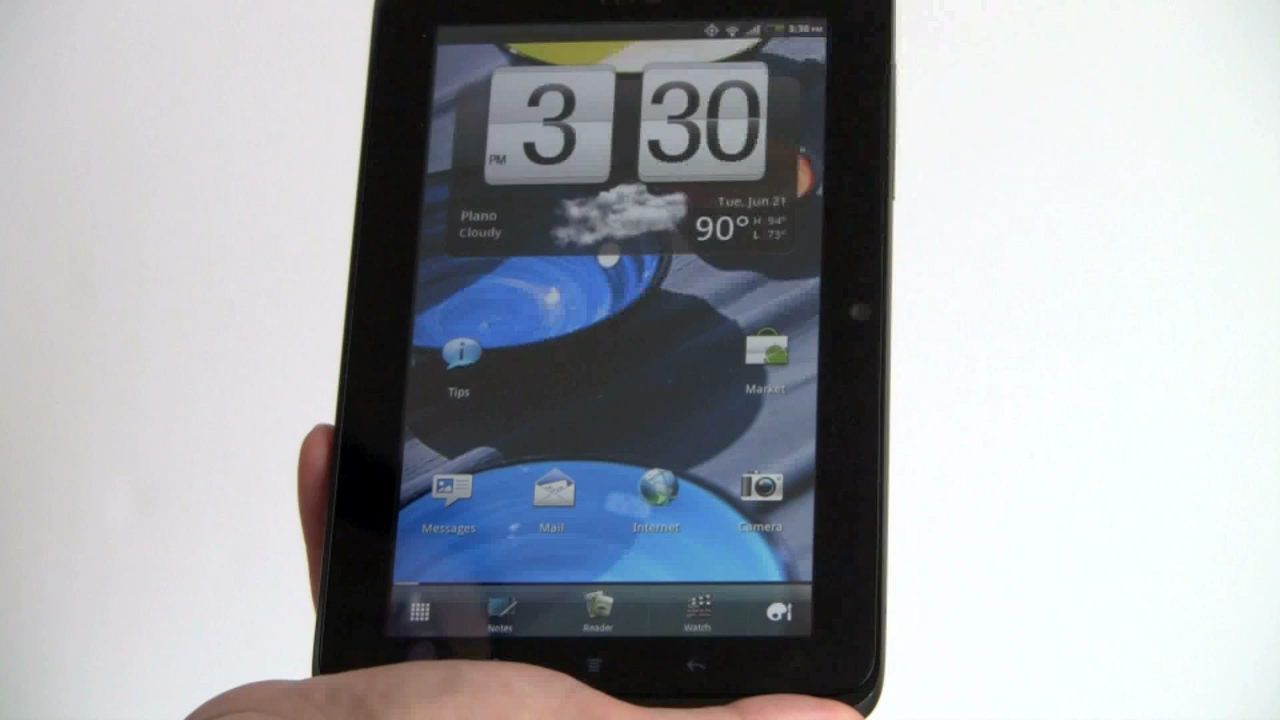 3:30 PM
3 30
PM
Tue, Jun 21
Plano
Cloudy
90° H 94°
L 73°
Tips
Market
Messages Mail Internet Camera
Notes Reader Watch